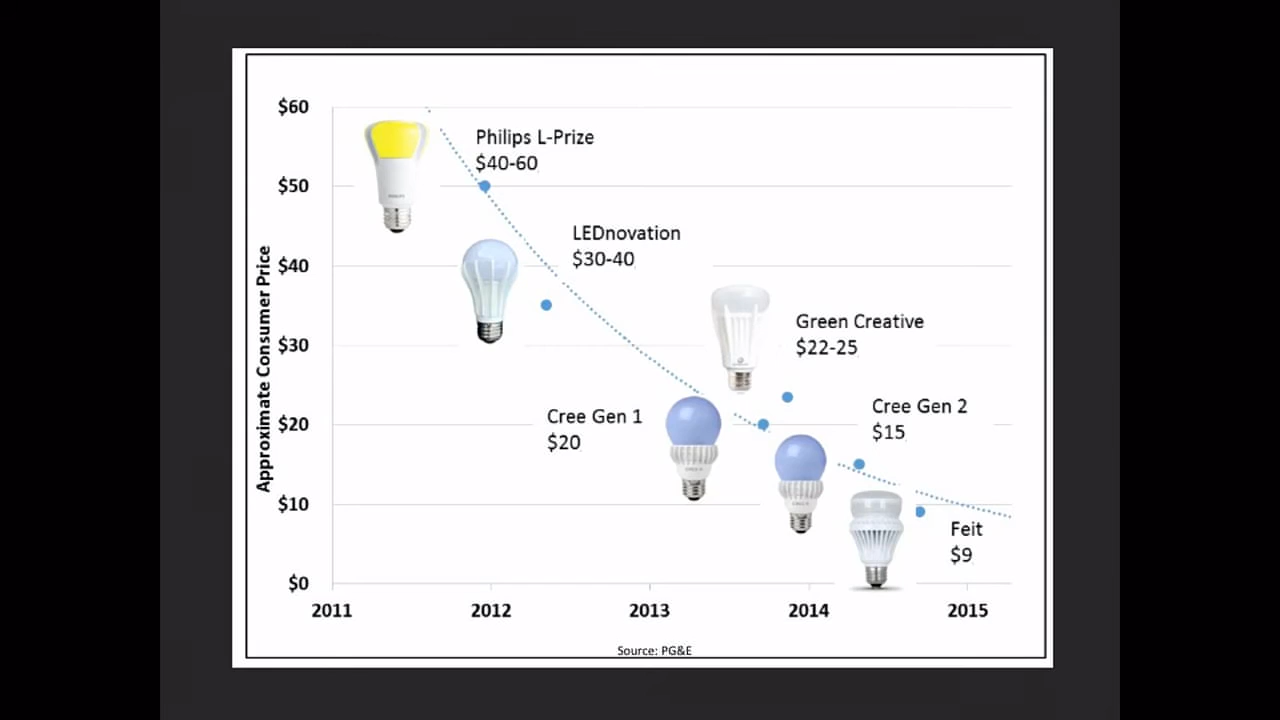 $60
Philips L-Prize
$40-60
$50
LEDnovation
$30-40
$40
Green Creative
$22-25
$30
Cree Gen 1
$20
Cree Gen 2
$15
$20
$10
Feit
$9
$0
Approximate Consumer Price
2011 2012 2013 2014 2015
Source: PG&E